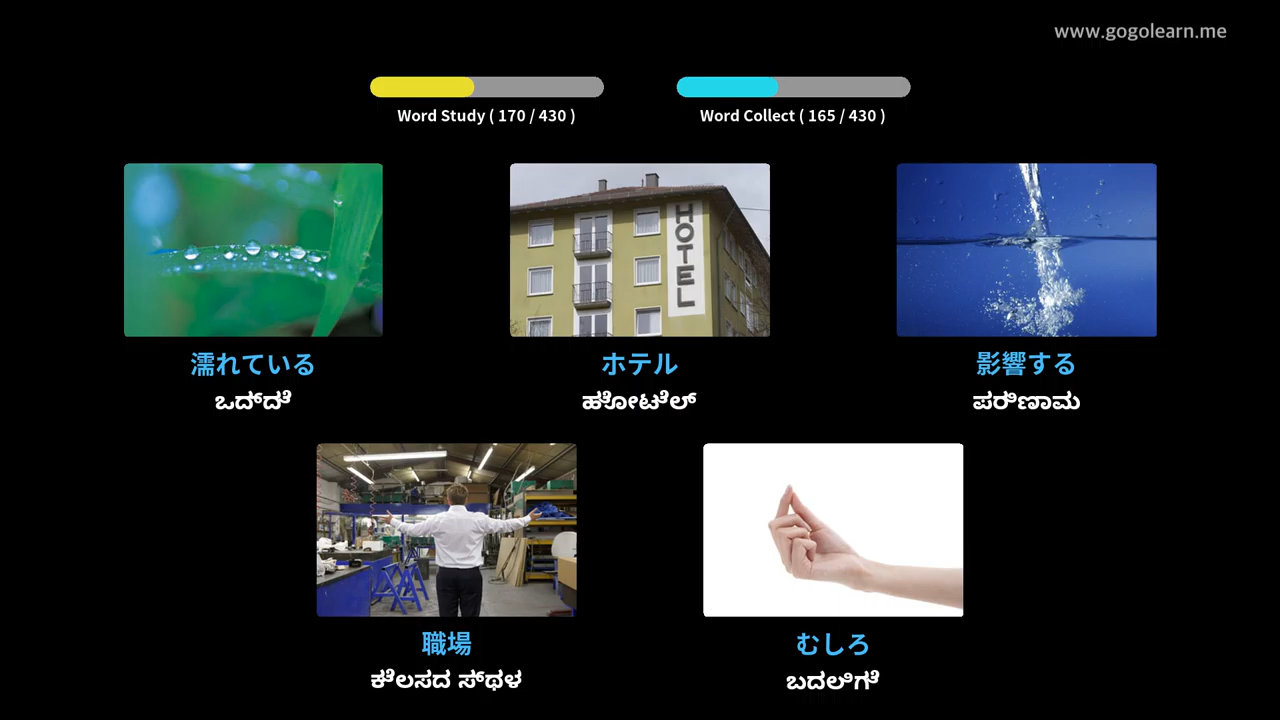 www.gogolearn.me
Word Study ( 170 / 430 )
Word Collect ( 165 / 430 )
HOTEL
濡れている
ホテル
影響する
ಒದ್ದೆ
ಹೋಟೆಲ್
ಪರಿಣಾಮ
職場
むしろ
ಕೆಲಸದ ಸ್ಥಳ
ಬದಲಿಗೆ